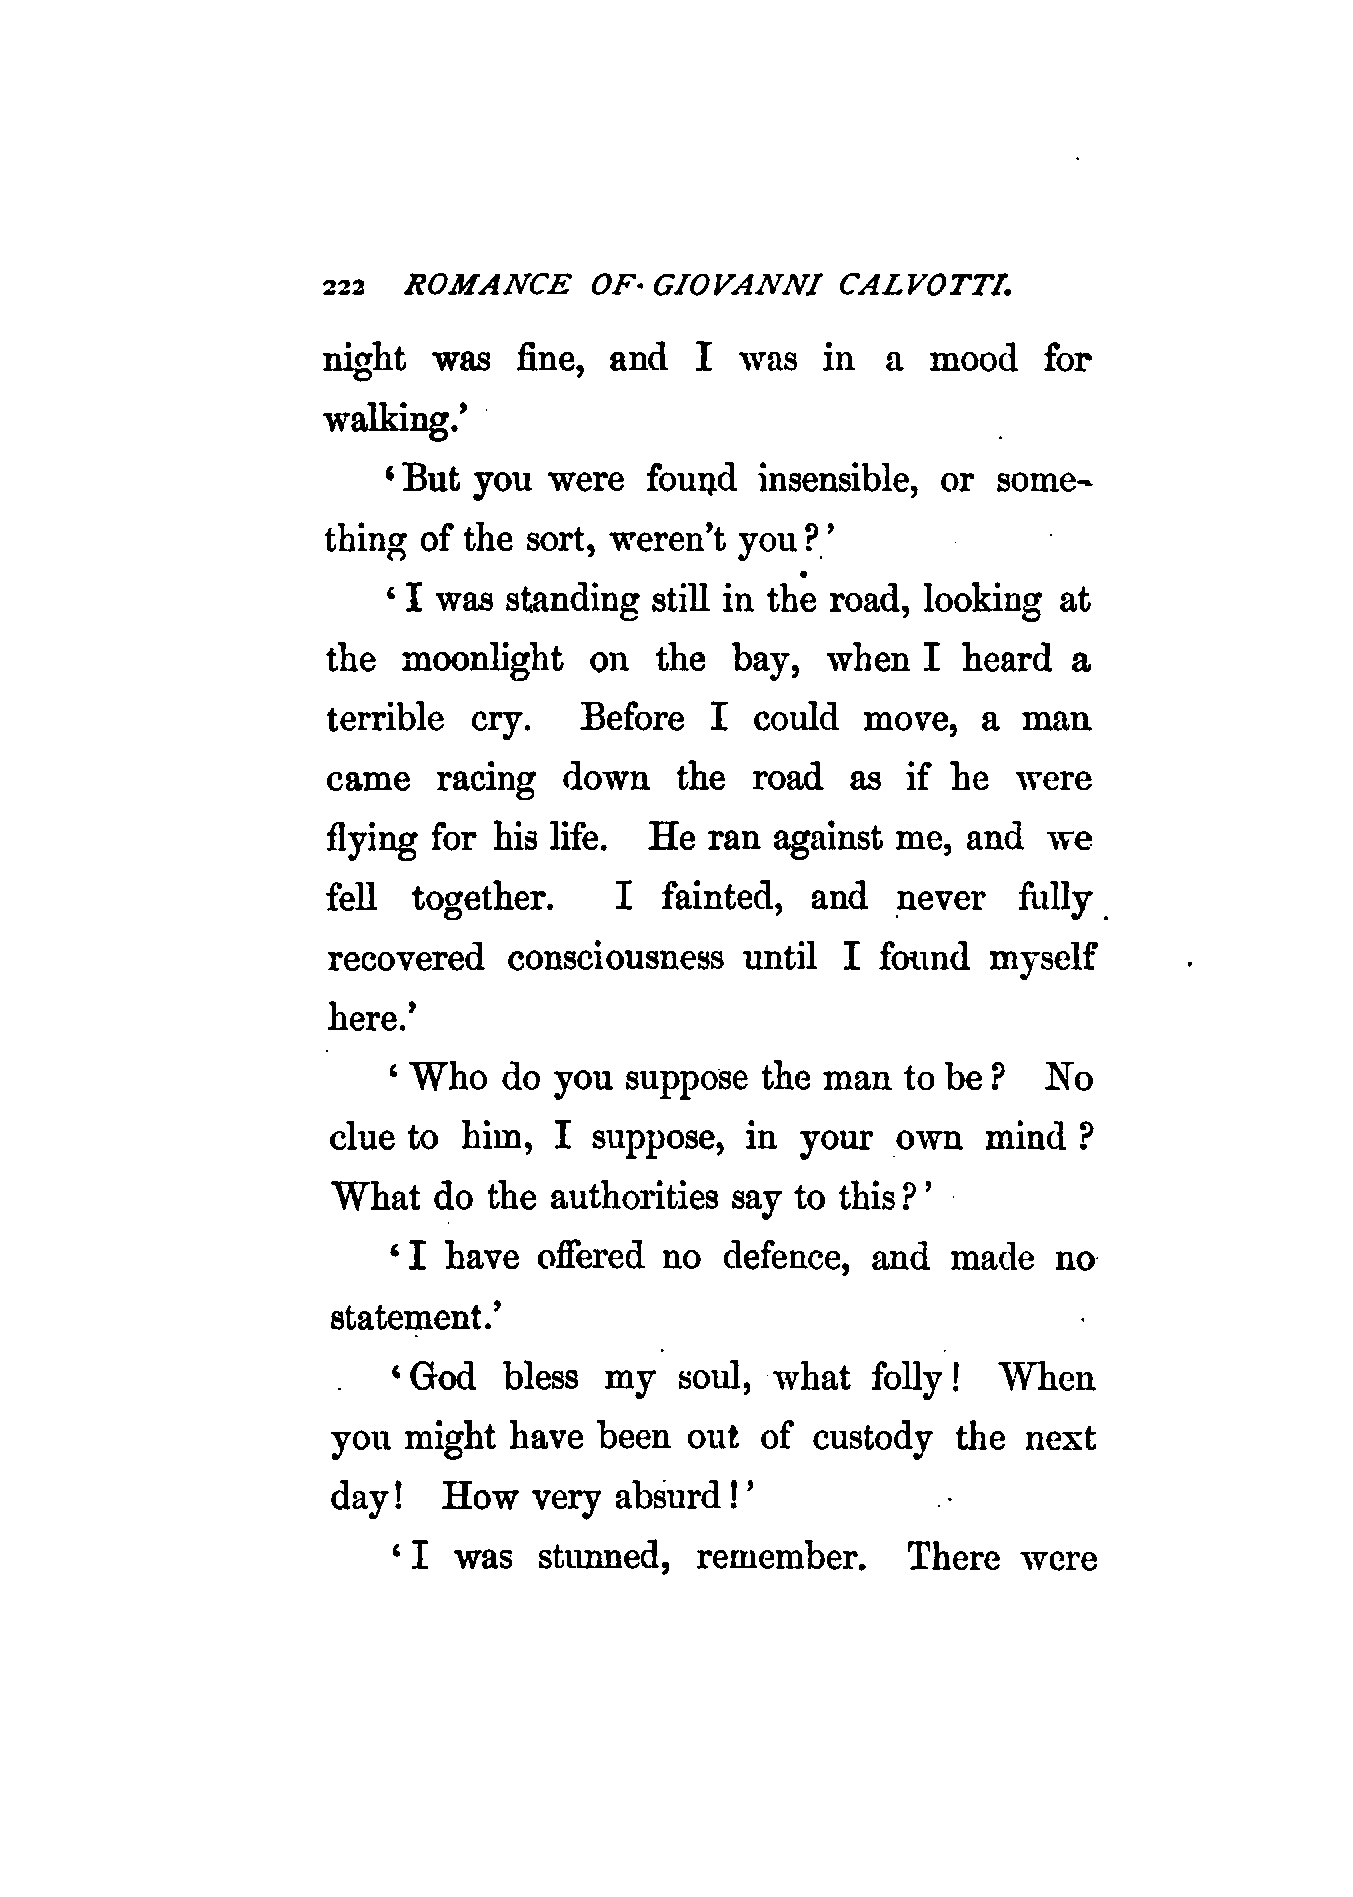 222 ROMANCE OF GIOVANNI CALVOTTI.
night was fine, and I was in a mood for
walking.’
‘But you were found insensible, or some-
thing of the sort, weren’t you?’
‘I was standing still in the road, looking at
the moonlight on the bay, when I heard a
terrible cry. Before I could move, a man
came racing down the road as if he were
flying for his life. He ran against me, and we
fell together. I fainted, and never fully
recovered consciousness until I found myself
here.’
‘Who do you suppose the man to be? No
clue to him, I suppose, in your own mind?
What do the authorities say to this?’
‘I have offered no defence, and made no
statement.’
‘God bless my soul, what folly! When
you might have been out of custody the next
day! How very absurd!’
‘I was stunned, remember. There were